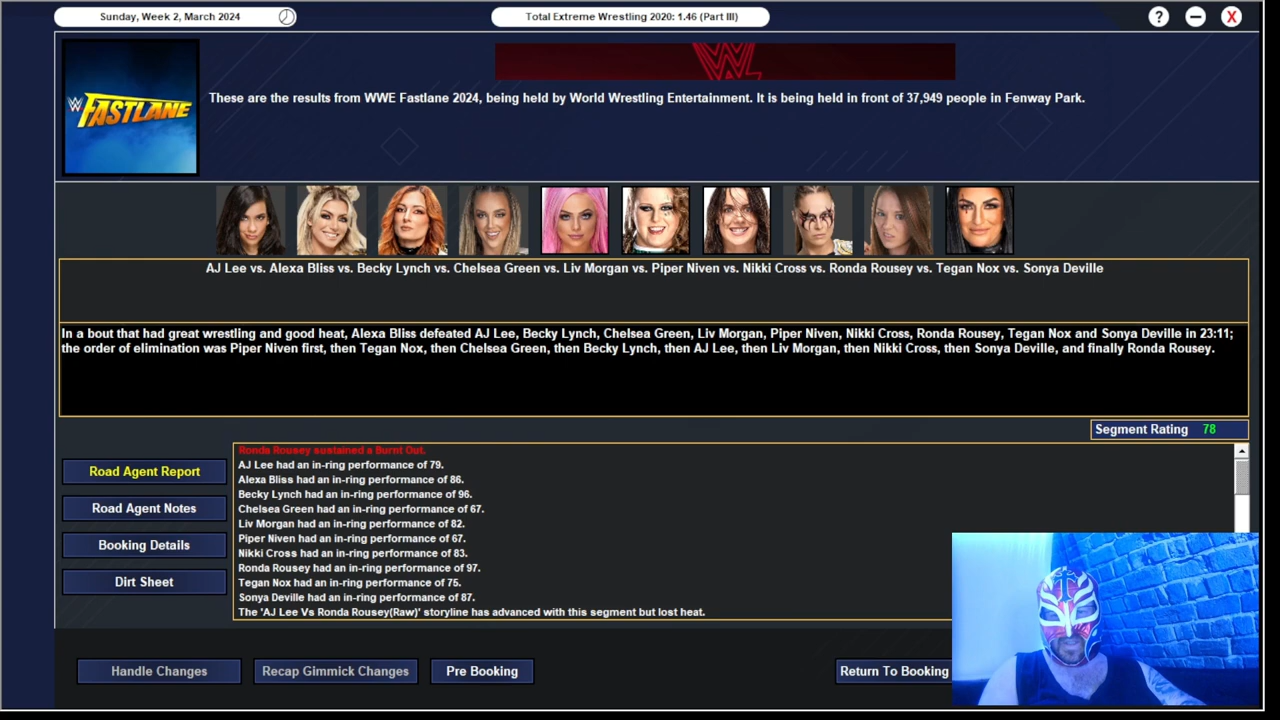 Sunday, Week 2, March 2024
Total Extreme Wrestling 2020: 1.46 (Part III)
?
X
W
FASTLANE
These are the results from WWE Fastlane 2024, being held by World Wrestling Entertainment. It is being held in front of 37,949 people in Fenway Park.
AJ Lee vs. Alexa Bliss vs. Becky Lynch vs. Chelsea Green vs. Liv Morgan vs. Piper Niven vs. Nikki Cross vs. Ronda Rousey vs. Tegan Nox vs. Sonya Deville
In a bout that had great wrestling and good heat, Alexa Bliss defeated AJ Lee, Becky Lynch, Chelsea Green, Liv Morgan, Piper Niven, Nikki Cross, Ronda Rousey, Tegan Nox and Sonya Deville in 23:11;
the order of elimination was Piper Niven first, then Tegan Nox, then Chelsea Green, then Becky Lynch, then AJ Lee, then Liv Morgan, then Nikki Cross, then Sonya Deville, and finally Ronda Rousey.
Segment Rating 78
Road Agent Report
Road Agent Notes
Booking Details
Dirt Sheet
Ronda Rousey sustained a Burnt Out.
AJ Lee had an in-ring performance of 79.
Alexa Bliss had an in-ring performance of 86.
Becky Lynch had an in-ring performance of 96.
Chelsea Green had an in-ring performance of 67.
Liv Morgan had an in-ring performance of 82.
Piper Niven had an in-ring performance of 67.
Nikki Cross had an in-ring performance of 83.
Ronda Rousey had an in-ring performance of 97.
Tegan Nox had an in-ring performance of 75.
Sonya Deville had an in-ring performance of 87.
The 'AJ Lee Vs Ronda Rousey(Raw)' storyline has advanced with this segment but lost heat.
Handle Changes
Recap Gimmick Changes
Pre Booking
Return To Booking